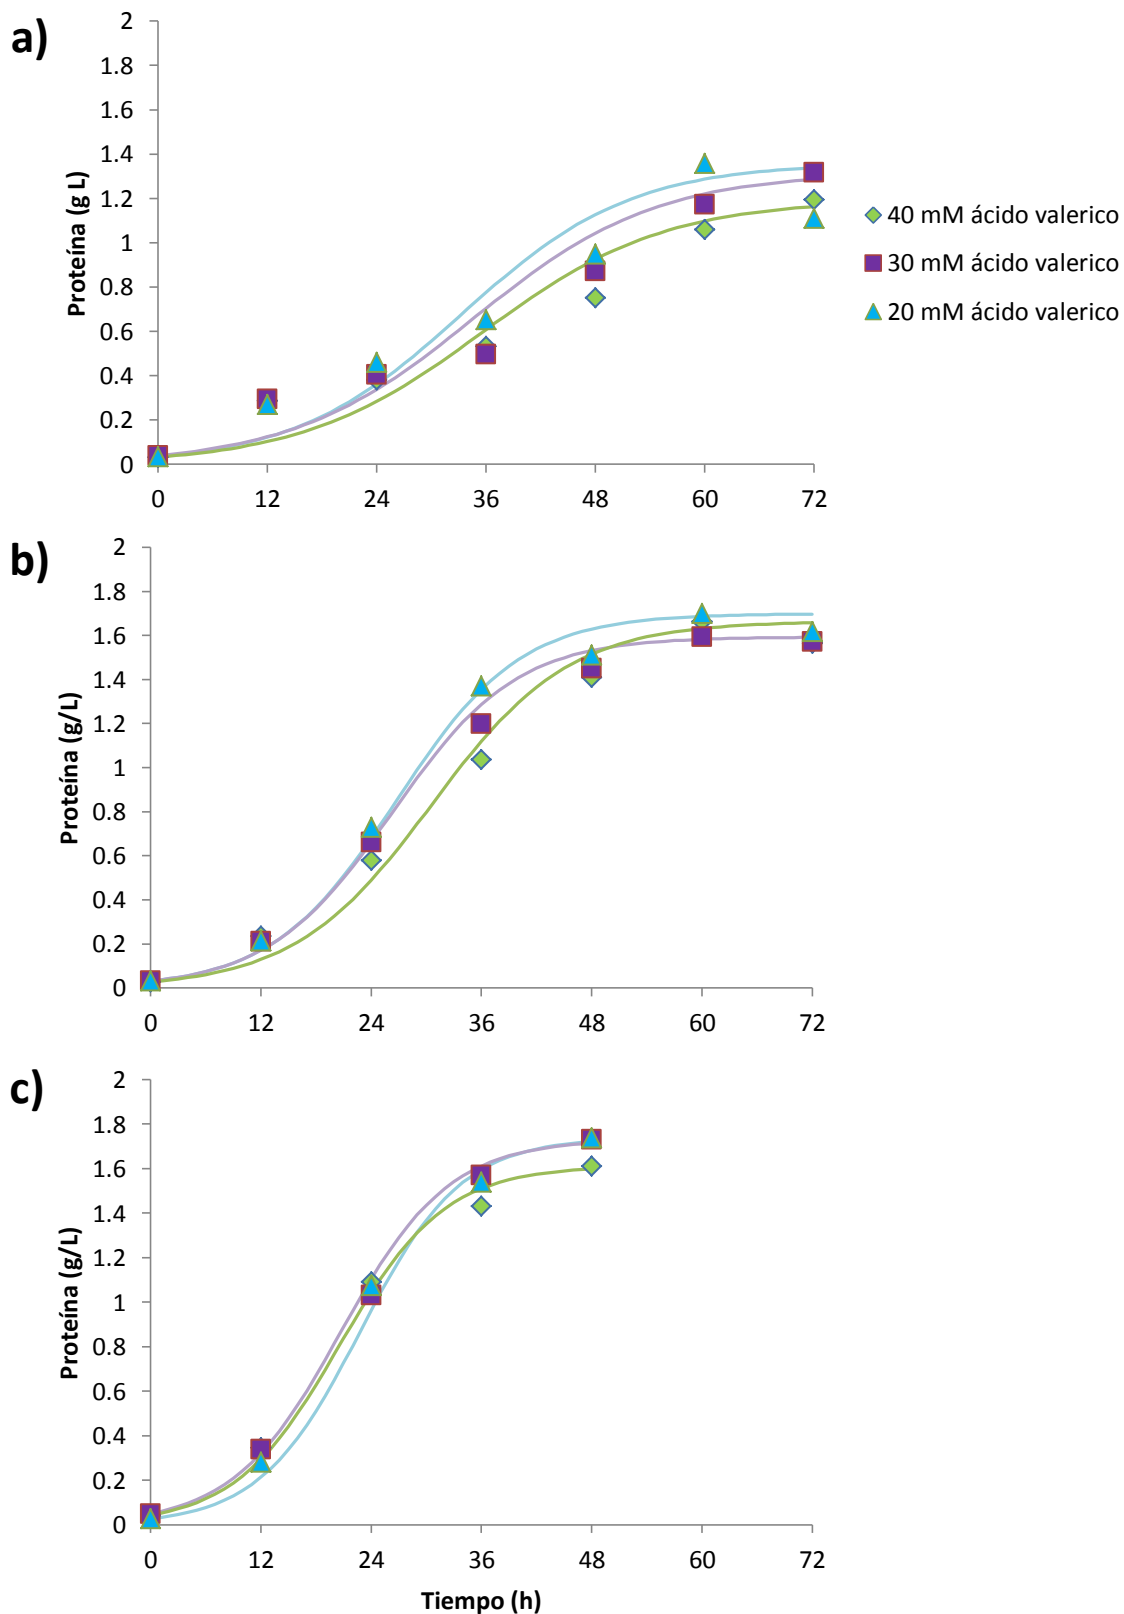 a)
2
1.8
1.6
1.4
1.2
1
0.8
0.6
0.4
0.2
0
Proteína (g L)
0 12 24 36 48 60 72
40 mM ácido valerico
30 mM ácido valerico
20 mM ácido valerico
b)
2
1.8
1.6
1.4
1.2
1
0.8
0.6
0.4
0.2
0
Proteína (g/L)
0 12 24 36 48 60 72
c)
2
1.8
1.6
1.4
1.2
1
0.8
0.6
0.4
0.2
0
Proteína (g/L)
0 12 24 36 48 60 72
Tiempo (h)